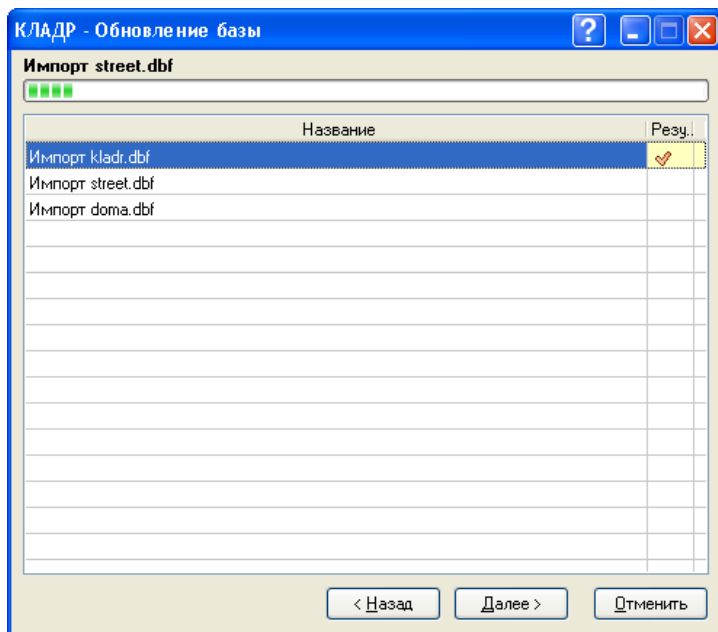 КЛАДР - Обновление базы
Импорт street.dbf
Название Резу..
Импорт kladr.dbf
Импорт street.dbf
Импорт doma.dbf
< Назад Далее > Отменить